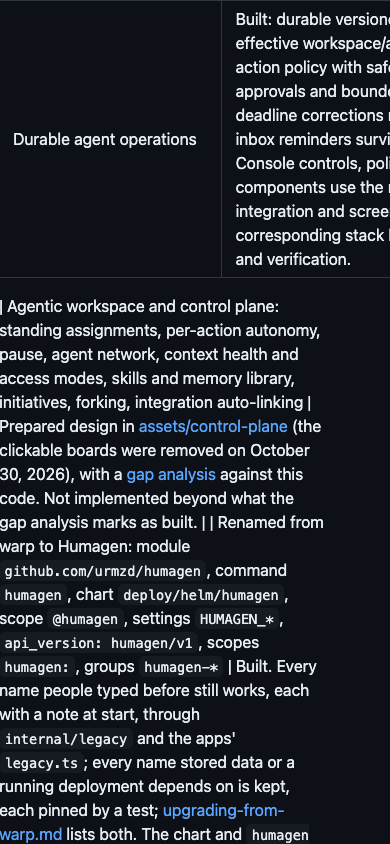 Durable agent operations
Built: durable version
effective workspace/a
action policy with saf
approvals and bound
deadline corrections
inbox reminders surv
Console controls, pol
components use the
integration and scree
corresponding stack
and verification.
| Agentic workspace and control plane:
standing assignments, per-action autonomy,
pause, agent network, context health and
access modes, skills and memory library,
initiatives, forking, integration auto-linking |
Prepared design in assets/control-plane (the
clickable boards were removed on October
30, 2026), with a gap analysis against this
code. Not implemented beyond what the
gap analysis marks as built. | | Renamed from
warp to Humagen: module
github.com/urmzd/humagen , command
humagen , chart deploy/helm/humagen ,
scope @humagen , settings HUMAGEN_* ,
api_version: humagen/v1 , scopes
humagen: , groups humagen-* | Built. Every
name people typed before still works, each
with a note at start, through
internal/legacy and the apps'
legacy.ts ; every name stored data or a
running deployment depends on is kept,
each pinned by a test; upgrading-from-
warp.md lists both. The chart and humagen